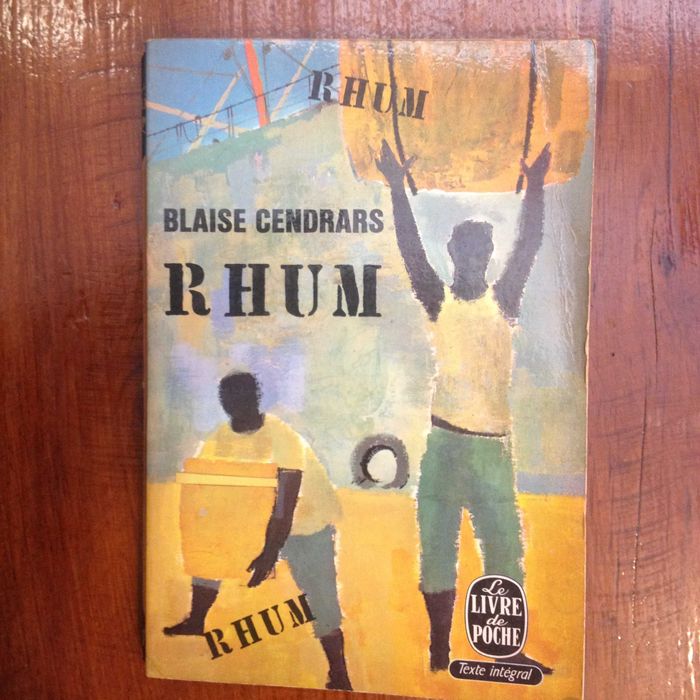 RHUM
BLAISE CENDRARS
RHUM
RHUM
Le
LIVRE
de
POCHE
Texte intégral